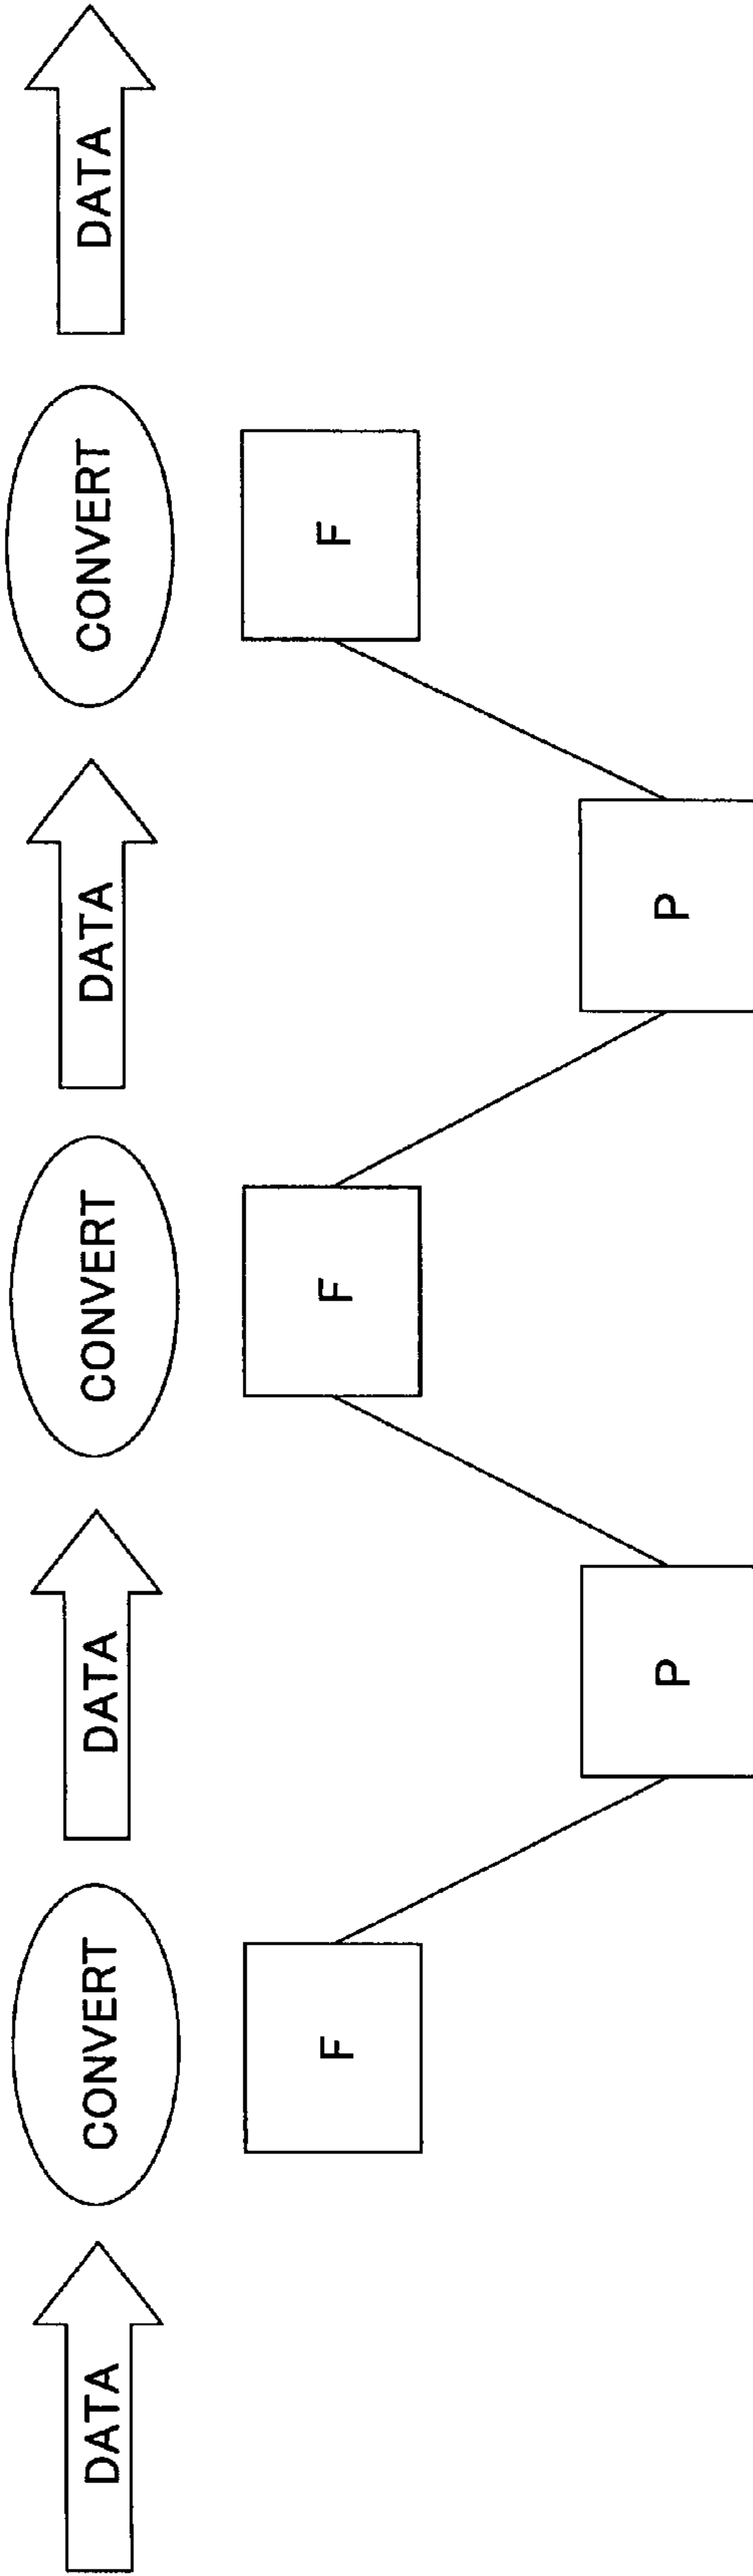 DATA
CONVERT
DATA
CONVERT
DATA
CONVERT
DATA
F
F
F
P
P